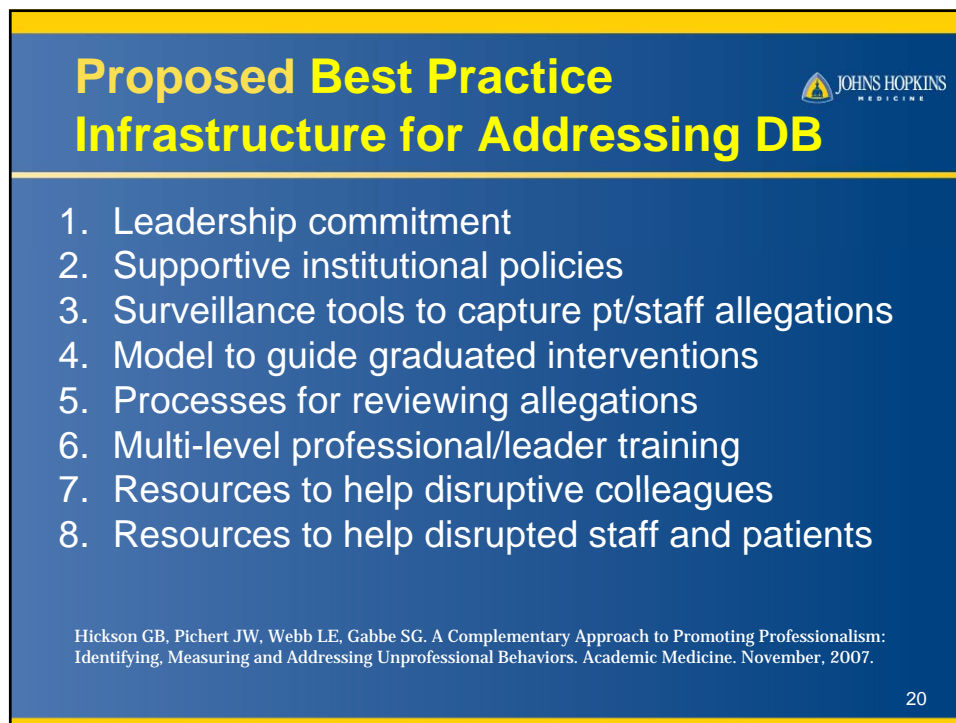 Proposed Best Practice
Infrastructure for Addressing DB
JOHNS HOPKINS
MEDICINE
1. Leadership commitment
2. Supportive institutional policies
3. Surveillance tools to capture pt/staff allegations
4. Model to guide graduated interventions
5. Processes for reviewing allegations
6. Multi-level professional/leader training
7. Resources to help disruptive colleagues
8. Resources to help disrupted staff and patients
Hickson GB, Pichert JW, Webb LE, Gabbe SG. A Complementary Approach to Promoting Professionalism:
Identifying, Measuring and Addressing Unprofessional Behaviors. Academic Medicine. November, 2007.
20